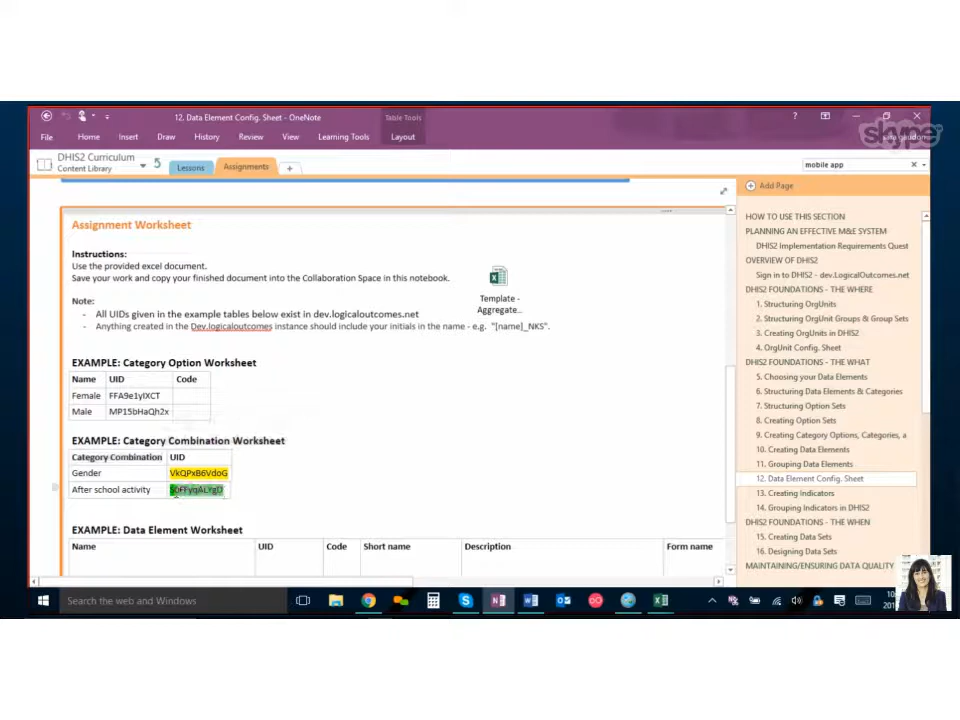 12. Data Element Config. Sheet - OneNote
Table Tools
?
skype
File Home Insert Draw History Review View Learning Tools Layout
DHIS2 Curriculum
Content Library
Lessons Assignments +
mobile app
Add Page
Assignment Worksheet
Instructions:
Use the provided excel document.
Save your work and copy your finished document into the Collaboration Space in this notebook.
Template -
Aggregate...
Note:
- All UIDs given in the example tables below exist in dev.logicaloutcomes.net
- Anything created in the Dev.logicaloutcomes instance should include your initials in the name - e.g. "[name]_NKS".
EXAMPLE: Category Option Worksheet
Name UID Code
Female FFA9e1yIXCT
Male MP15bHaQh2x
EXAMPLE: Category Combination Worksheet
Category Combination UID
Gender VkQPxB6VdoG
After school activity
EXAMPLE: Data Element Worksheet
Name UID Code Short name Description Form name
HOW TO USE THIS SECTION
PLANNING AN EFFECTIVE M&E SYSTEM
DHIS2 Implementation Requirements Quest
OVERVIEW OF DHIS2
Sign in to DHIS2 - dev.LogicalOutcomes.net
DHIS2 FOUNDATIONS - THE WHERE
1. Structuring OrgUnits
2. Structuring OrgUnit Groups & Group Sets
3. Creating OrgUnits in DHIS2
4. OrgUnit Config. Sheet
DHIS2 FOUNDATIONS - THE WHAT
5. Choosing your Data Elements
6. Structuring Data Elements & Categories
7. Structuring Option Sets
8. Creating Option Sets
9. Creating Category Options, Categories, a
10. Creating Data Elements
11. Grouping Data Elements
12. Data Element Config. Sheet
13. Creating Indicators
14. Grouping Indicators in DHIS2
DHIS2 FOUNDATIONS - THE WHEN
15. Creating Data Sets
16. Designing Data Sets
MAINTAINING/ENSURING DATA QUALITY
Search the web and Windows